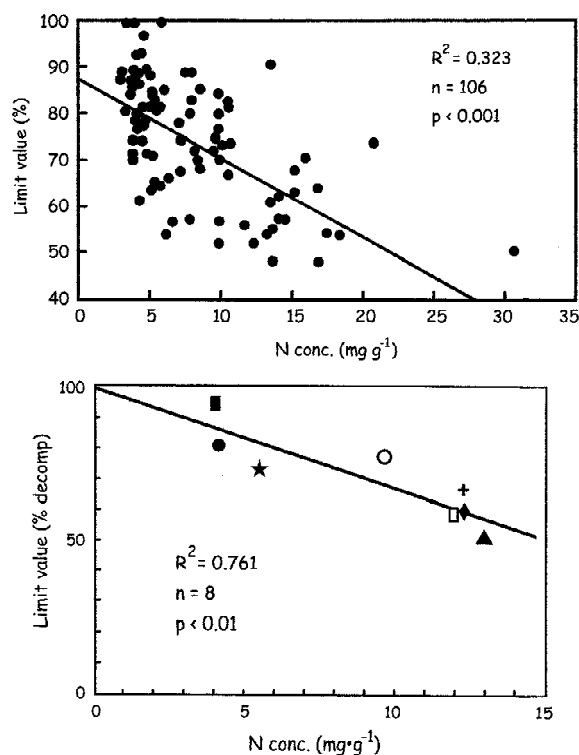 100
90
80
70
60
50
40
Limit value (%)
R² = 0.323
n = 106
p < 0.001
0 5 10 15 20 25 30 35
N conc. (mg g⁻¹)
100
50
0
Limit value (% decomp)
R² = 0.761
n = 8
p < 0.01
0 5 10 15
N conc. (mg•g⁻¹)